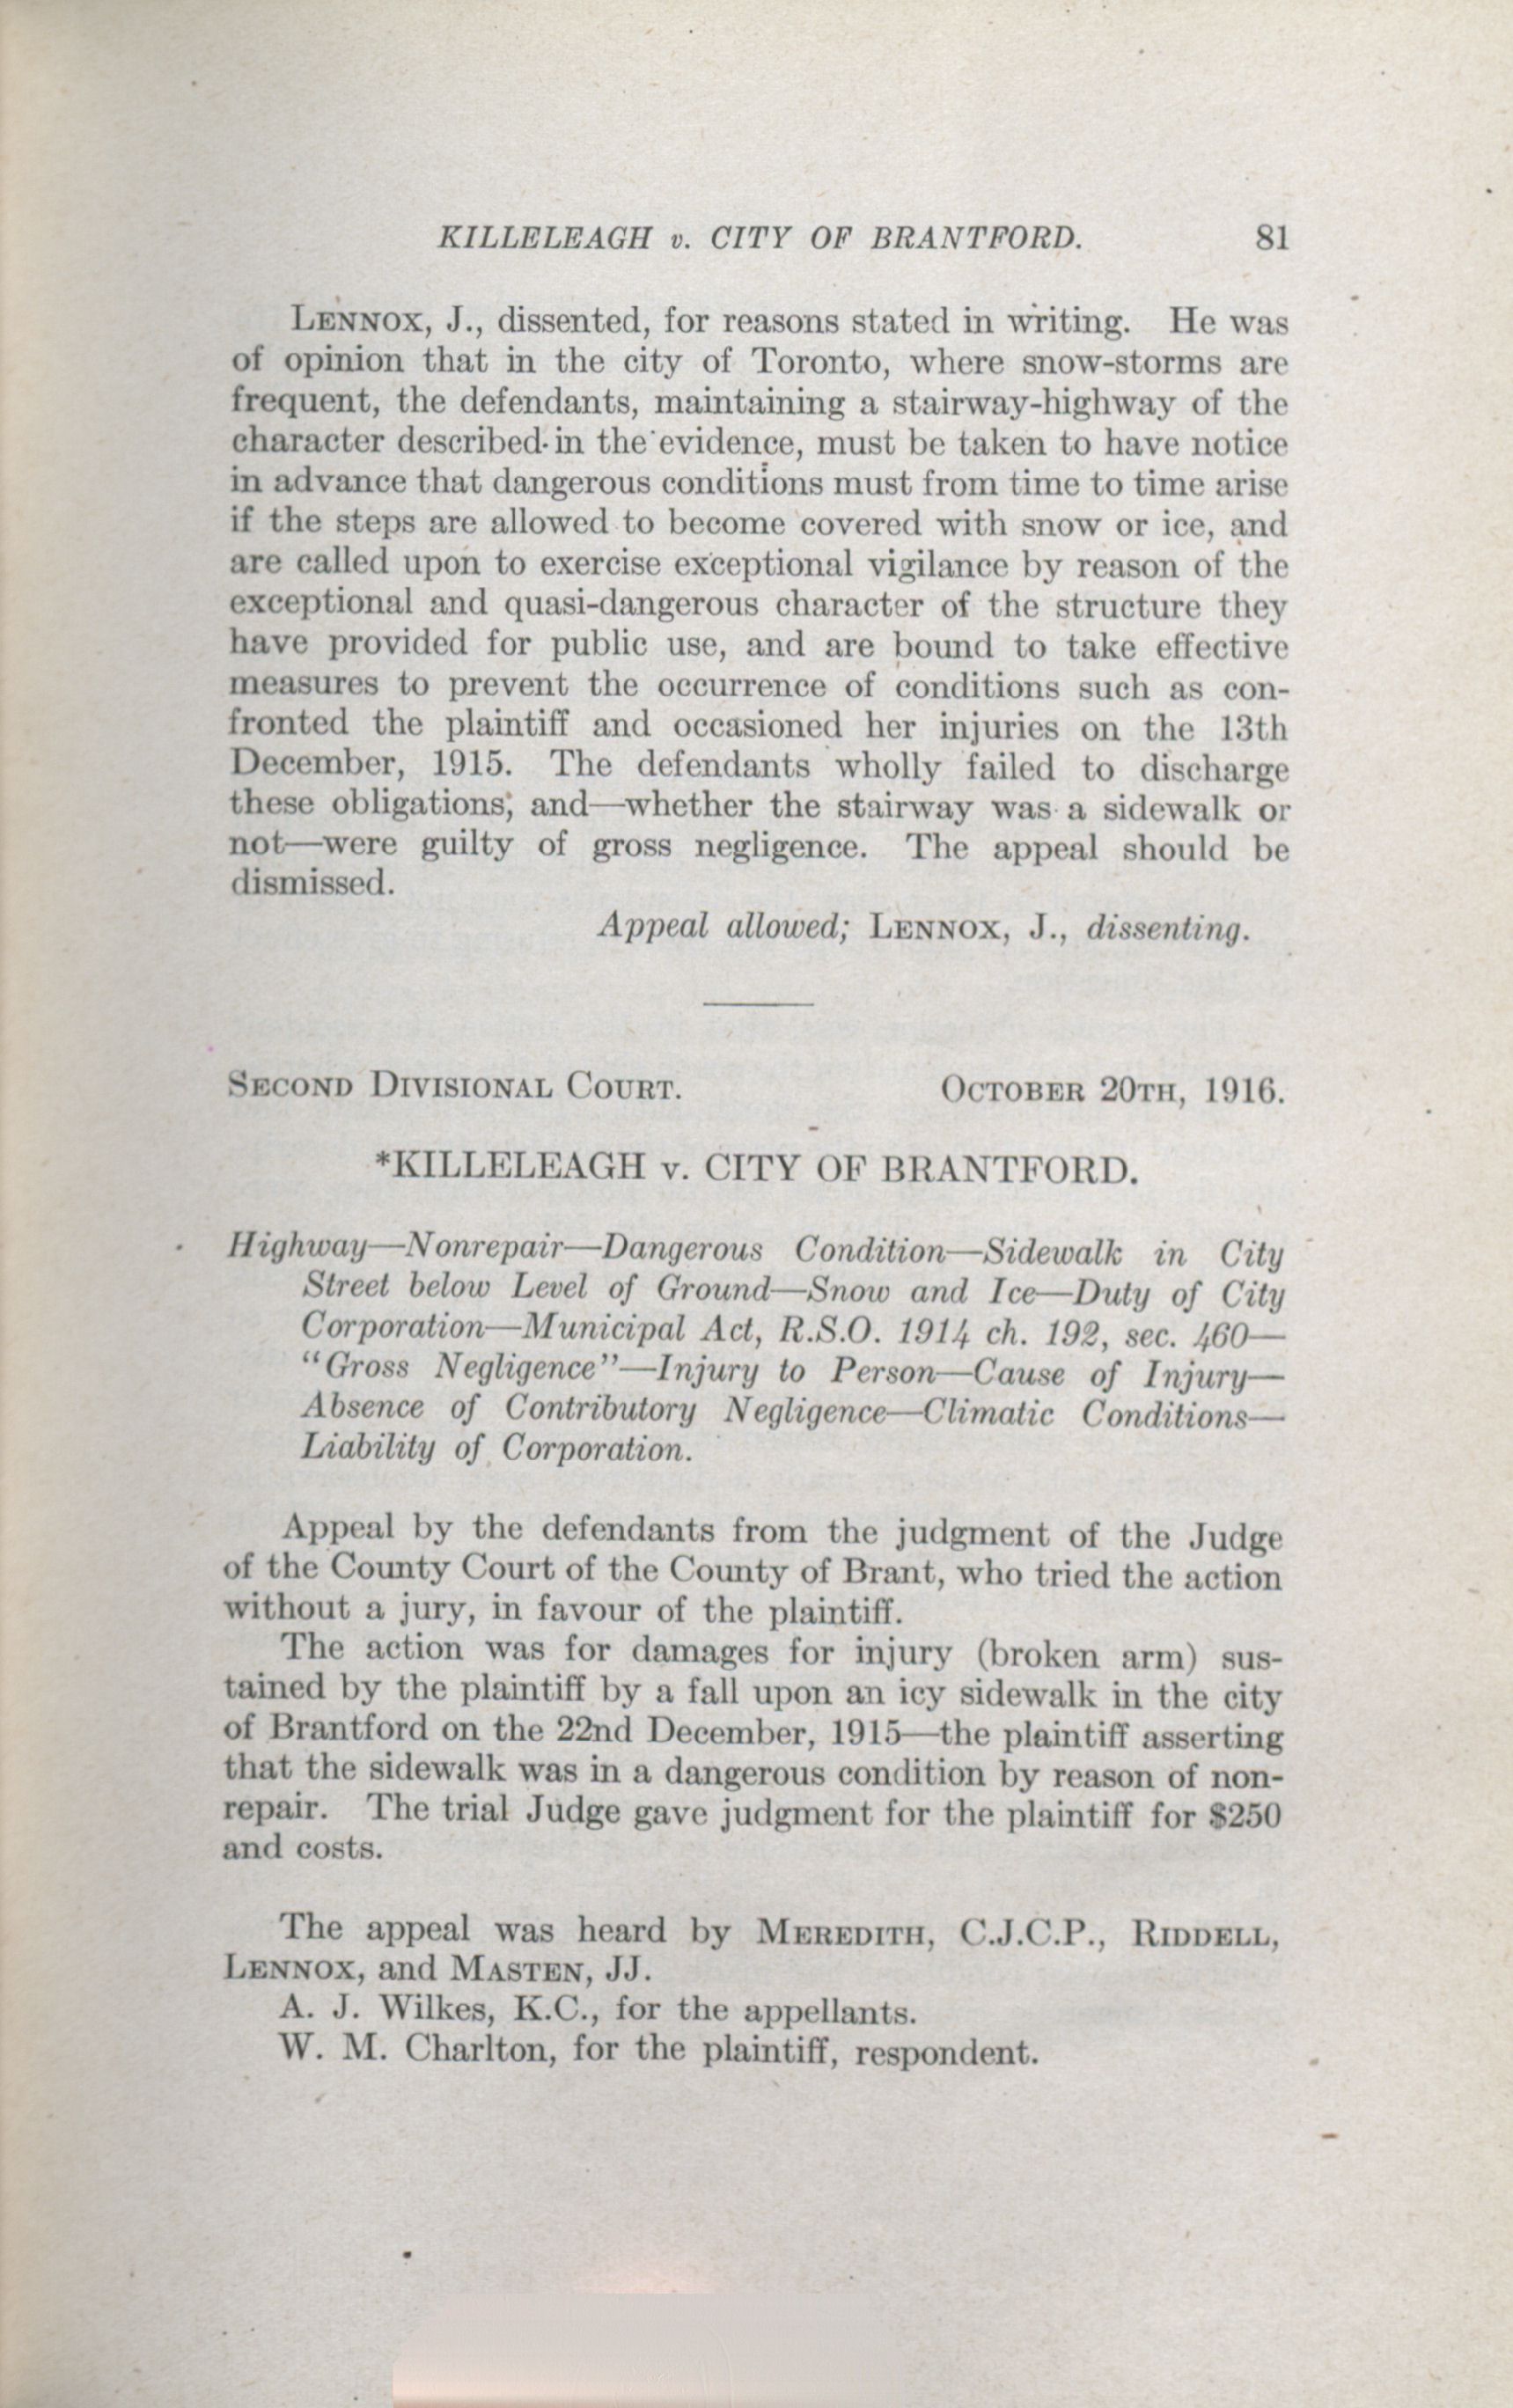 KILLELEAGH v. CITY OF BRANTFORD. 81
LENNOX, J., dissented, for reasons stated in writing. He was
of opinion that in the city of Toronto, where snow-storms are
frequent, the defendants, maintaining a stairway-highway of the
character described in the evidence, must be taken to have notice
in advance that dangerous conditions must from time to time arise
if the steps are allowed to become covered with snow or ice, and
are called upon to exercise exceptional vigilance by reason of the
exceptional and quasi-dangerous character of the structure they
have provided for public use, and are bound to take effective
measures to prevent the occurrence of conditions such as con-
fronted the plaintiff and occasioned her injuries on the 13th
December, 1915. The defendants wholly failed to discharge
these obligations, and—whether the stairway was a sidewalk or
not—were guilty of gross negligence. The appeal should be
dismissed.
Appeal allowed; LENNOX, J., dissenting.
SECOND DIVISIONAL COURT. OCTOBER 20TH, 1916.
*KILLELEAGH v. CITY OF BRANTFORD.
Highway—Nonrepair—Dangerous Condition—Sidewalk in City
Street below Level of Ground—Snow and Ice—Duty of City
Corporation—Municipal Act, R.S.O. 1914 ch. 192, sec. 460—
"Gross Negligence"—Injury to Person—Cause of Injury—
Absence of Contributory Negligence—Climatic Conditions—
Liability of Corporation.
Appeal by the defendants from the judgment of the Judge
of the County Court of the County of Brant, who tried the action
without a jury, in favour of the plaintiff.
The action was for damages for injury (broken arm) sus-
tained by the plaintiff by a fall upon an icy sidewalk in the city
of Brantford on the 22nd December, 1915—the plaintiff asserting
that the sidewalk was in a dangerous condition by reason of non-
repair. The trial Judge gave judgment for the plaintiff for $250
and costs.
The appeal was heard by MEREDITH, C.J.C.P., RIDDELL,
LENNOX, and MASTEN, JJ.
A. J. Wilkes, K.C., for the appellants.
W. M. Charlton, for the plaintiff, respondent.